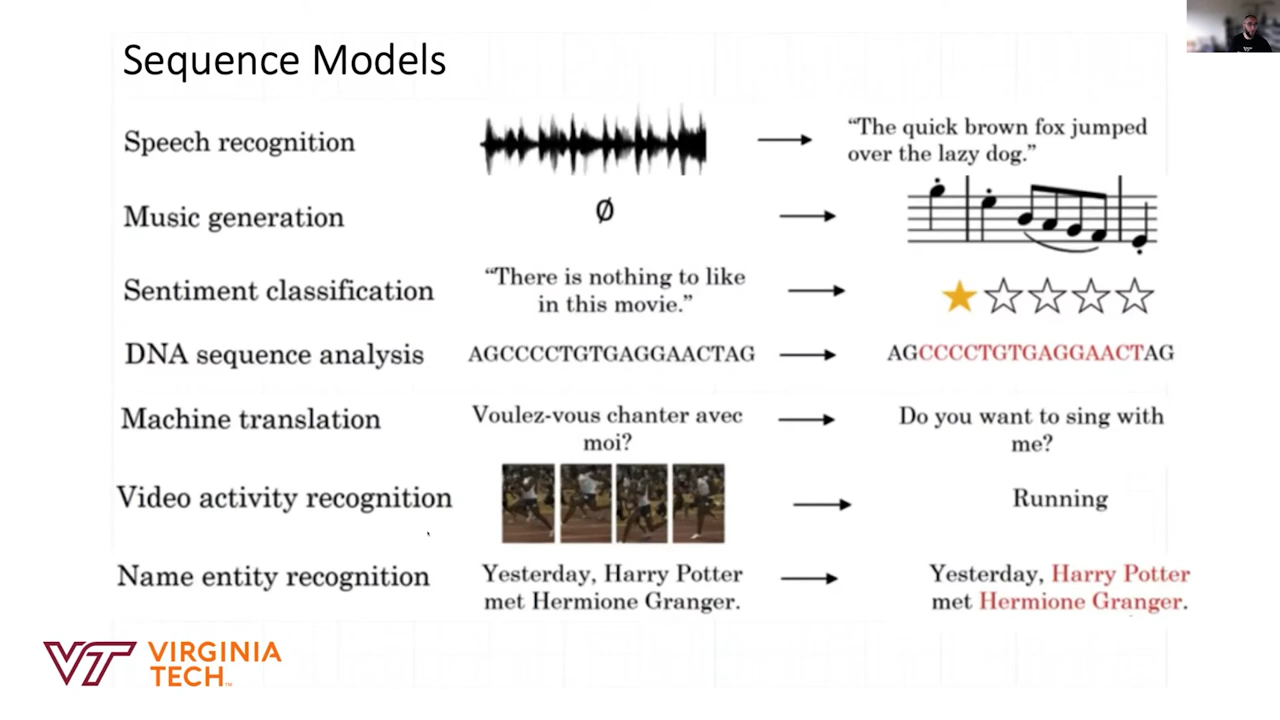 Sequence Models
Speech recognition
“The quick brown fox jumped
over the lazy dog.”
Music generation
Ø
Sentiment classification
“There is nothing to like
in this movie.”
DNA sequence analysis
AGCCCCTGTGAGGAACTAG
AGCCCCTGTGAGGAACTAG
Machine translation
Voulez-vous chanter avec
moi?
Do you want to sing with
me?
Video activity recognition
Running
Name entity recognition
Yesterday, Harry Potter
met Hermione Granger.
Yesterday, Harry Potter
met Hermione Granger.
VT VIRGINIA
TECH™